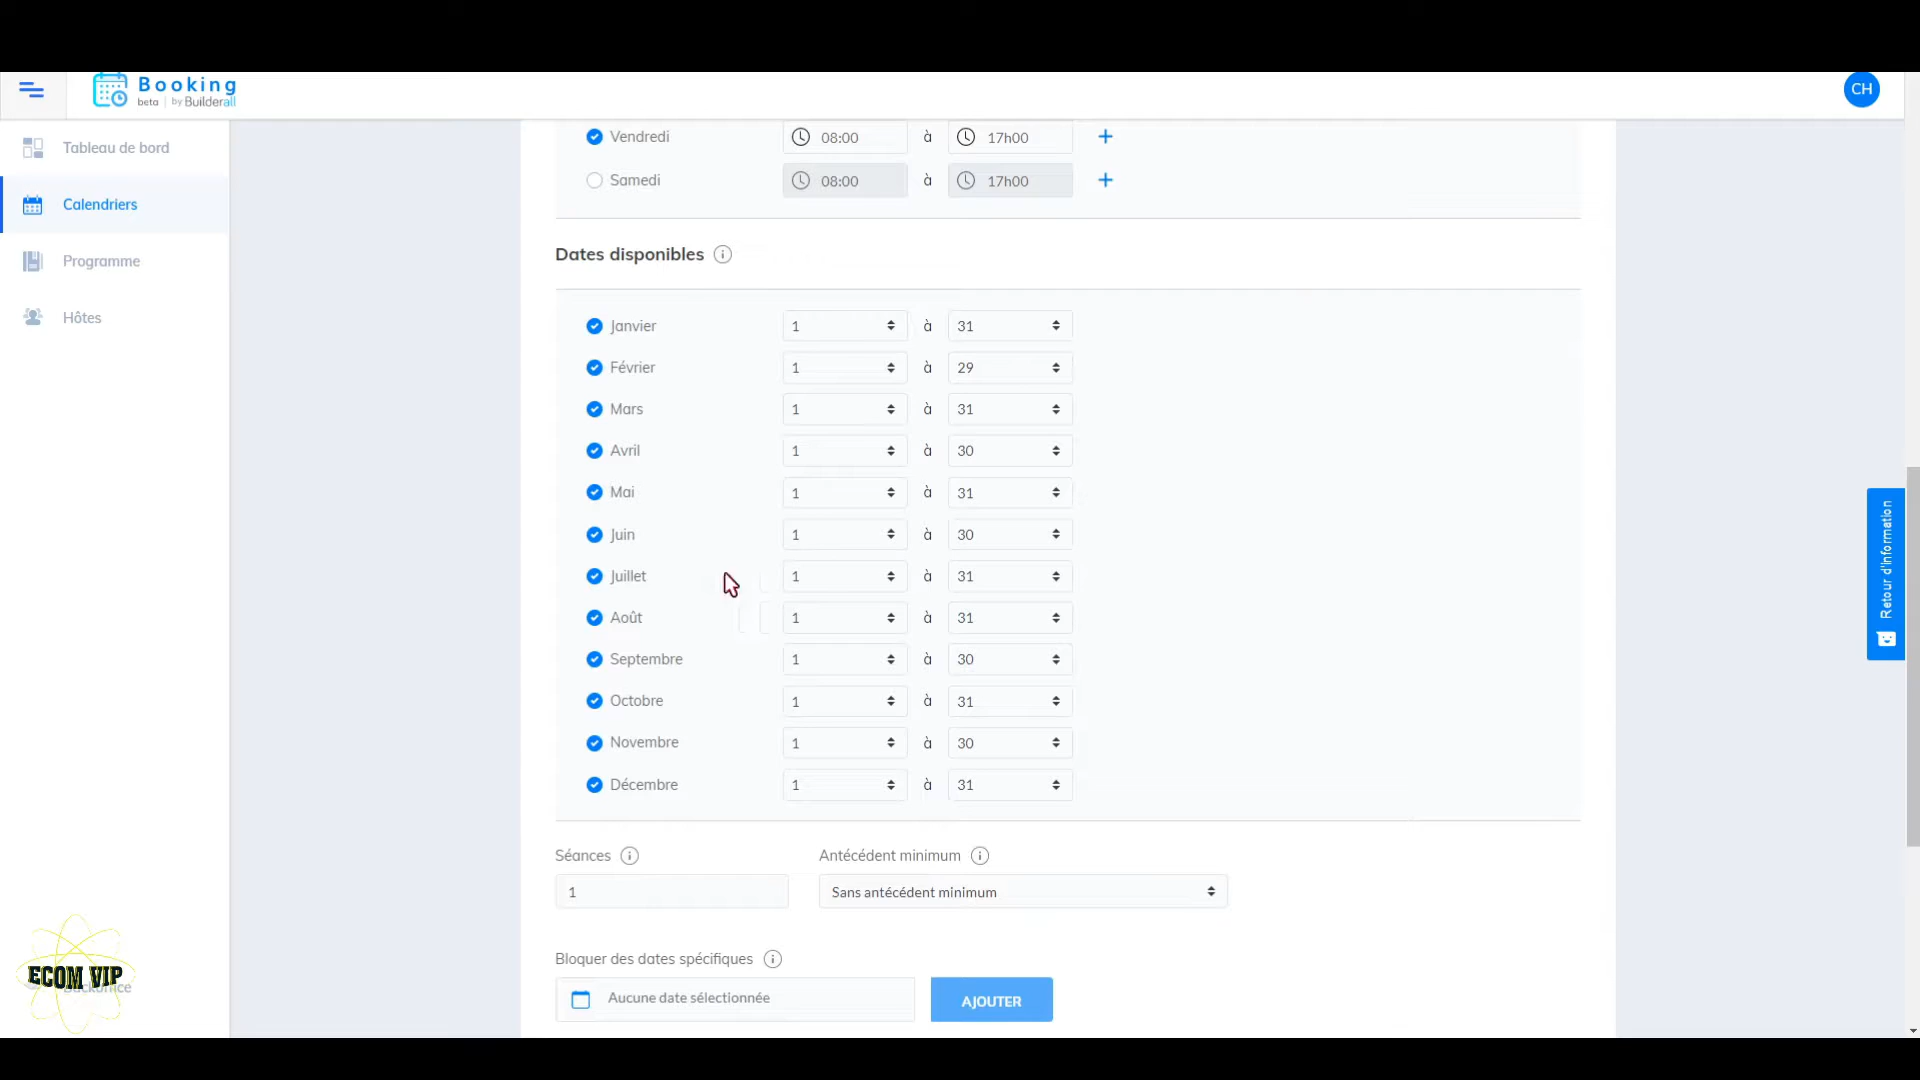 Booking
beta | by Builderall
CH
Tableau de bord
Calendriers
Programme
Hôtes
Vendredi 08:00 à 17h00
Samedi 08:00 à 17h00
Dates disponibles
Janvier 1 à 31
Février 1 à 29
Mars 1 à 31
Avril 1 à 30
Mai 1 à 31
Juin 1 à 30
Juillet 1 à 31
Août 1 à 31
Septembre 1 à 30
Octobre 1 à 31
Novembre 1 à 30
Décembre 1 à 31
Séances Antécédent minimum
1 Sans antécédent minimum
Bloquer des dates spécifiques
Aucune date sélectionnée AJOUTER
Retour d'information
ECOM VIP